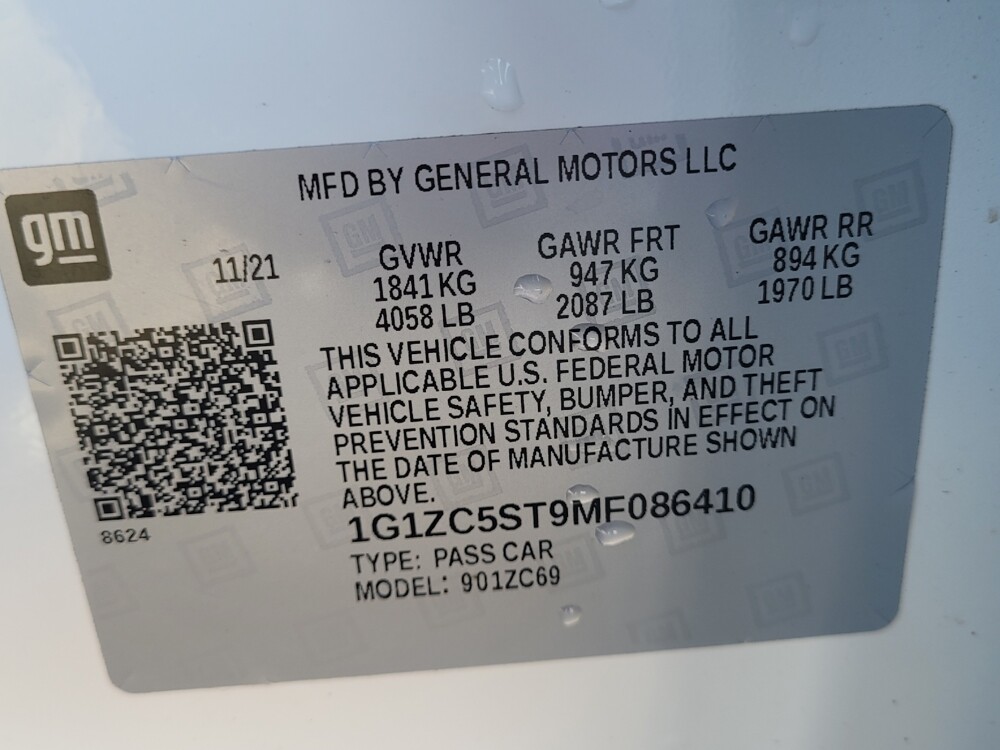 MFD BY GENERAL MOTORS LLC
gm
11/21
GVWR
1841 KG
4058 LB
GAWR FRT
947 KG
2087 LB
GAWR RR
894 KG
1970 LB
THIS VEHICLE CONFORMS TO ALL
APPLICABLE U.S. FEDERAL MOTOR
VEHICLE SAFETY, BUMPER, AND THEFT
PREVENTION STANDARDS IN EFFECT ON
THE DATE OF MANUFACTURE SHOWN
ABOVE.
8624
1G1ZC5ST9MF086410
TYPE: PASS CAR
MODEL: 901ZC69